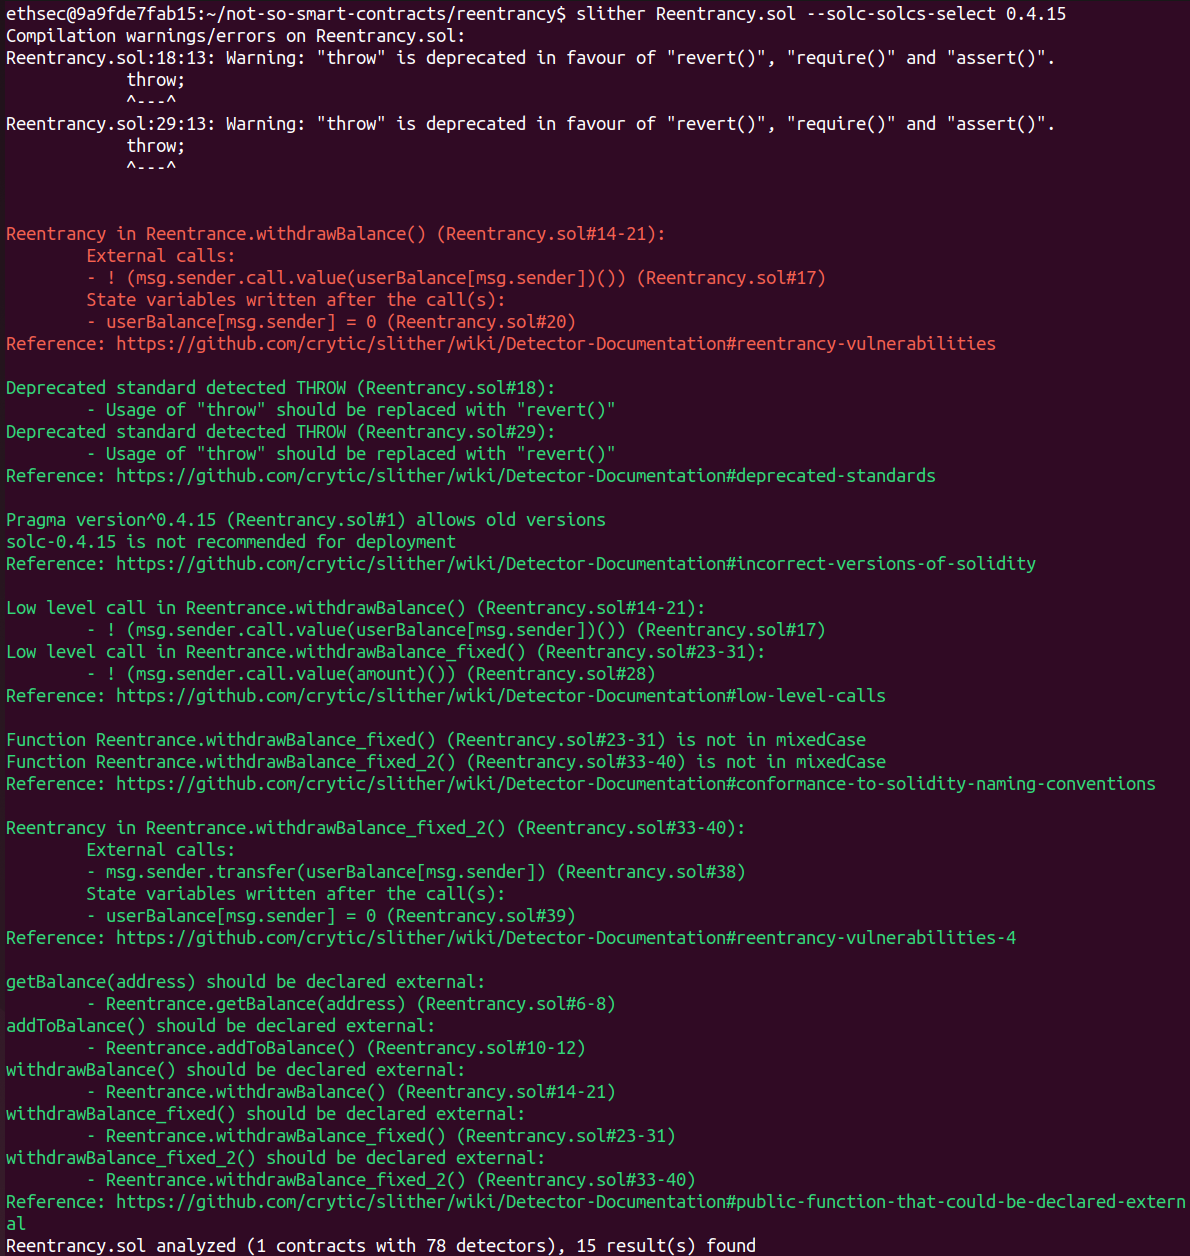 ethsec@9a9fde7fab15:~/not-so-smart-contracts/reentrancy$ slither Reentrancy.sol --solc-solcs-select 0.4.15
Compilation warnings/errors on Reentrancy.sol:
Reentrancy.sol:18:13: Warning: "throw" is deprecated in favour of "revert()", "require()" and "assert()".
            throw;
            ^---^
Reentrancy.sol:29:13: Warning: "throw" is deprecated in favour of "revert()", "require()" and "assert()".
            throw;
            ^---^
Reentrancy in Reentrance.withdrawBalance() (Reentrancy.sol#14-21):
        External calls:
        - ! (msg.sender.call.value(userBalance[msg.sender])()) (Reentrancy.sol#17)
        State variables written after the call(s):
        - userBalance[msg.sender] = 0 (Reentrancy.sol#20)
Reference: https://github.com/crytic/slither/wiki/Detector-Documentation#reentrancy-vulnerabilities
Deprecated standard detected THROW (Reentrancy.sol#18):
        - Usage of "throw" should be replaced with "revert()"
Deprecated standard detected THROW (Reentrancy.sol#29):
        - Usage of "throw" should be replaced with "revert()"
Reference: https://github.com/crytic/slither/wiki/Detector-Documentation#deprecated-standards
Pragma version^0.4.15 (Reentrancy.sol#1) allows old versions
solc-0.4.15 is not recommended for deployment
Reference: https://github.com/crytic/slither/wiki/Detector-Documentation#incorrect-versions-of-solidity
Low level call in Reentrance.withdrawBalance() (Reentrancy.sol#14-21):
        - ! (msg.sender.call.value(userBalance[msg.sender])()) (Reentrancy.sol#17)
Low level call in Reentrance.withdrawBalance_fixed() (Reentrancy.sol#23-31):
        - ! (msg.sender.call.value(amount)()) (Reentrancy.sol#28)
Reference: https://github.com/crytic/slither/wiki/Detector-Documentation#low-level-calls
Function Reentrance.withdrawBalance_fixed() (Reentrancy.sol#23-31) is not in mixedCase
Function Reentrance.withdrawBalance_fixed_2() (Reentrancy.sol#33-40) is not in mixedCase
Reference: https://github.com/crytic/slither/wiki/Detector-Documentation#conformance-to-solidity-naming-conventions
Reentrancy in Reentrance.withdrawBalance_fixed_2() (Reentrancy.sol#33-40):
        External calls:
        - msg.sender.transfer(userBalance[msg.sender]) (Reentrancy.sol#38)
        State variables written after the call(s):
        - userBalance[msg.sender] = 0 (Reentrancy.sol#39)
Reference: https://github.com/crytic/slither/wiki/Detector-Documentation#reentrancy-vulnerabilities-4
getBalance(address) should be declared external:
        - Reentrance.getBalance(address) (Reentrancy.sol#6-8)
addToBalance() should be declared external:
        - Reentrance.addToBalance() (Reentrancy.sol#10-12)
withdrawBalance() should be declared external:
        - Reentrance.withdrawBalance() (Reentrancy.sol#14-21)
withdrawBalance_fixed() should be declared external:
        - Reentrance.withdrawBalance_fixed() (Reentrancy.sol#23-31)
withdrawBalance_fixed_2() should be declared external:
        - Reentrance.withdrawBalance_fixed_2() (Reentrancy.sol#33-40)
Reference: https://github.com/crytic/slither/wiki/Detector-Documentation#public-function-that-could-be-declared-extern
al
Reentrancy.sol analyzed (1 contracts with 78 detectors), 15 result(s) found